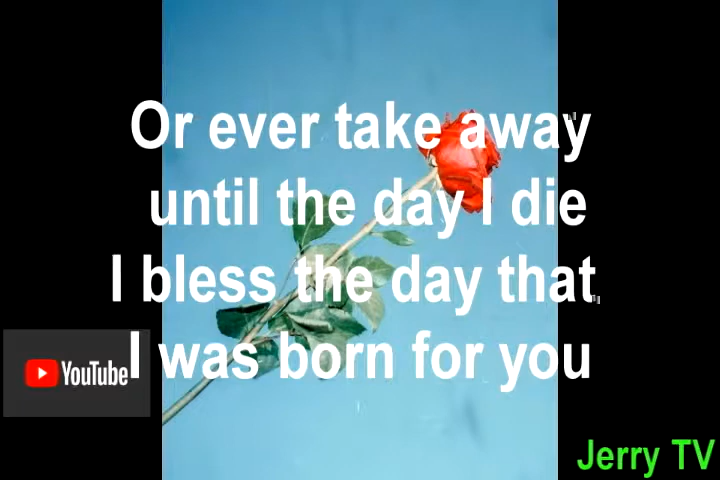 Or ever take away
until the day I die
I bless the day that
I was born for you
YouTube
Jerry TV